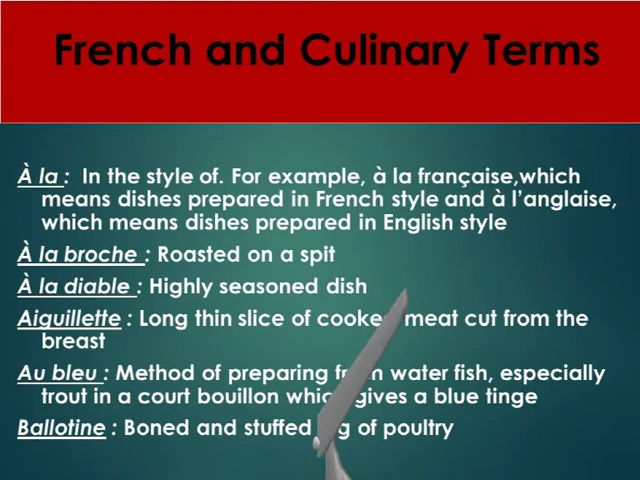 French and Culinary Terms
À la : In the style of. For example, à la française,which
means dishes prepared in French style and à l’anglaise,
which means dishes prepared in English style
À la broche : Roasted on a spit
À la diable : Highly seasoned dish
Aiguillette : Long thin slice of cooke meat cut from the
breast
Au bleu : Method of preparing water fish, especially
trout in a court bouillon gives a blue tinge
Ballotine : Boned and stuffed of poultry